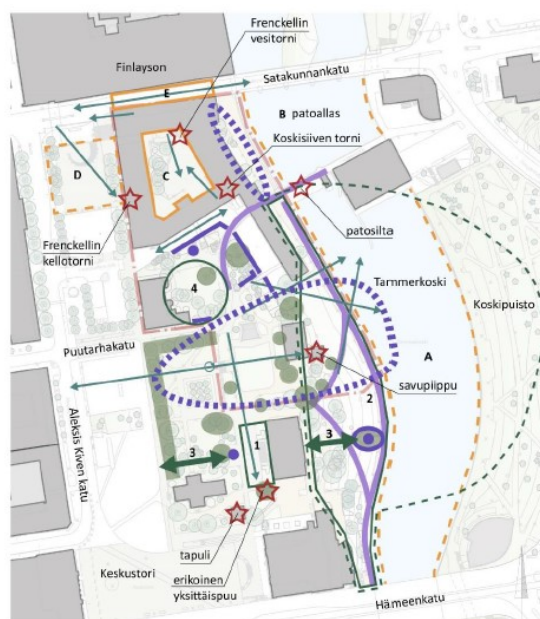 Frenckellin
vesitorni
Finlayson
Satakunnankatu
E
B patoallas
Koskisiiven torni
D
C
Frenckellin
kellotorni
patosilta
4
Tammerkoski
Koskipuisto
Puutarhakatu
A
savupiippu
2
Aleksis Kiven katu
3
1
3
tapuli
Keskustori
erikoinen
yksittäispuu
Hämeenkatu